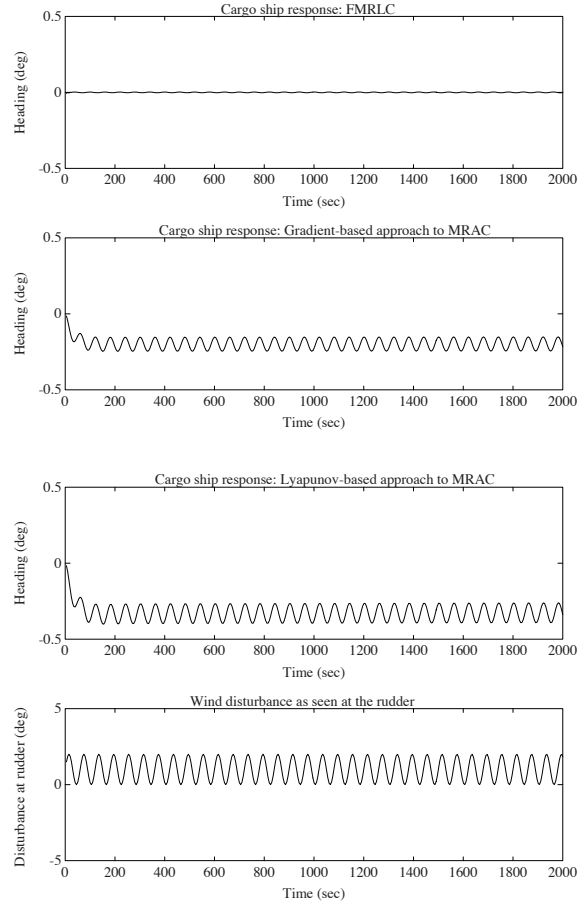 Cargo ship response: FMRLC
0.5
0
-0.5
Heading (deg)
0 200 400 600 800 1000 1200 1400 1600 1800 2000
Time (sec)
Cargo ship response: Gradient-based approach to MRAC
0.5
0
-0.5
Heading (deg)
0 200 400 600 800 1000 1200 1400 1600 1800 2000
Time (sec)
Cargo ship response: Lyapunov-based approach to MRAC
0.5
0
-0.5
Heading (deg)
0 200 400 600 800 1000 1200 1400 1600 1800 2000
Time (sec)
Wind disturbance as seen at the rudder
5
0
-5
Disturbance at rudder (deg)
0 200 400 600 800 1000 1200 1400 1600 1800 2000
Time (sec)